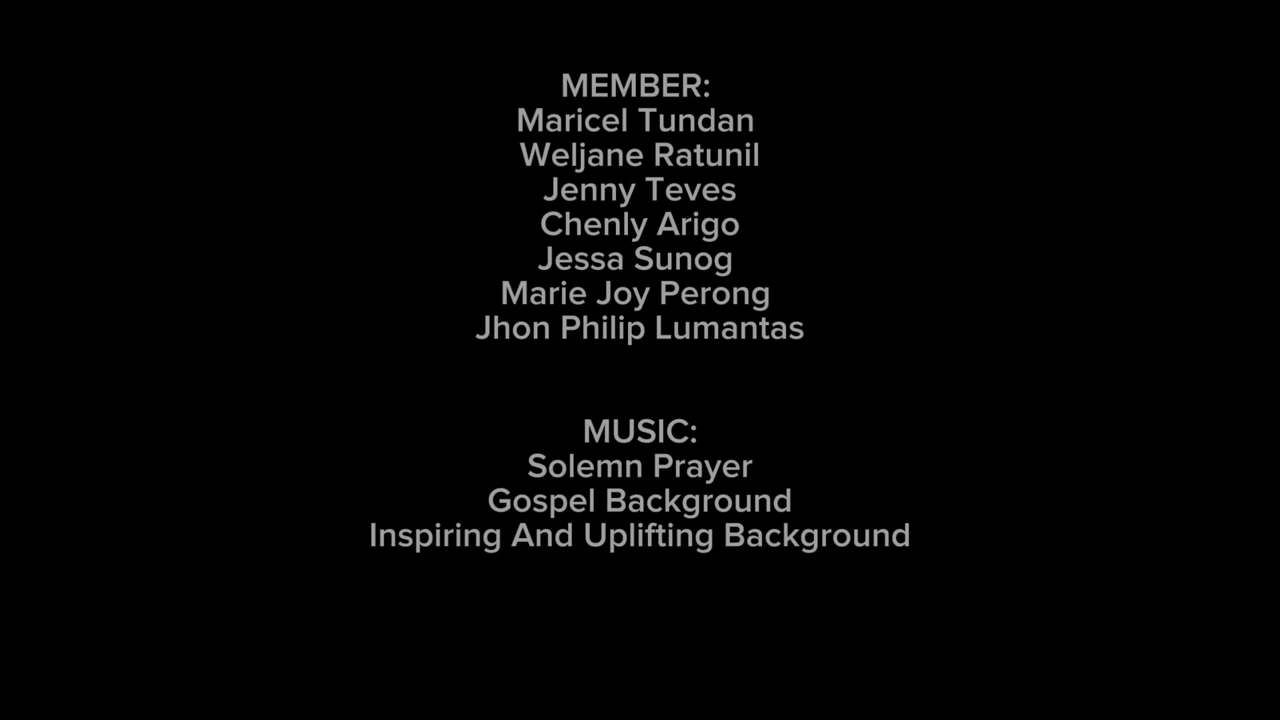 MEMBER:
Maricel Tundan
Weljane Ratunil
Jenny Teves
Chenly Arigo
Jessa Sunog
Marie Joy Perong
Jhon Philip Lumantas
MUSIC:
Solemn Prayer
Gospel Background
Inspiring And Uplifting Background